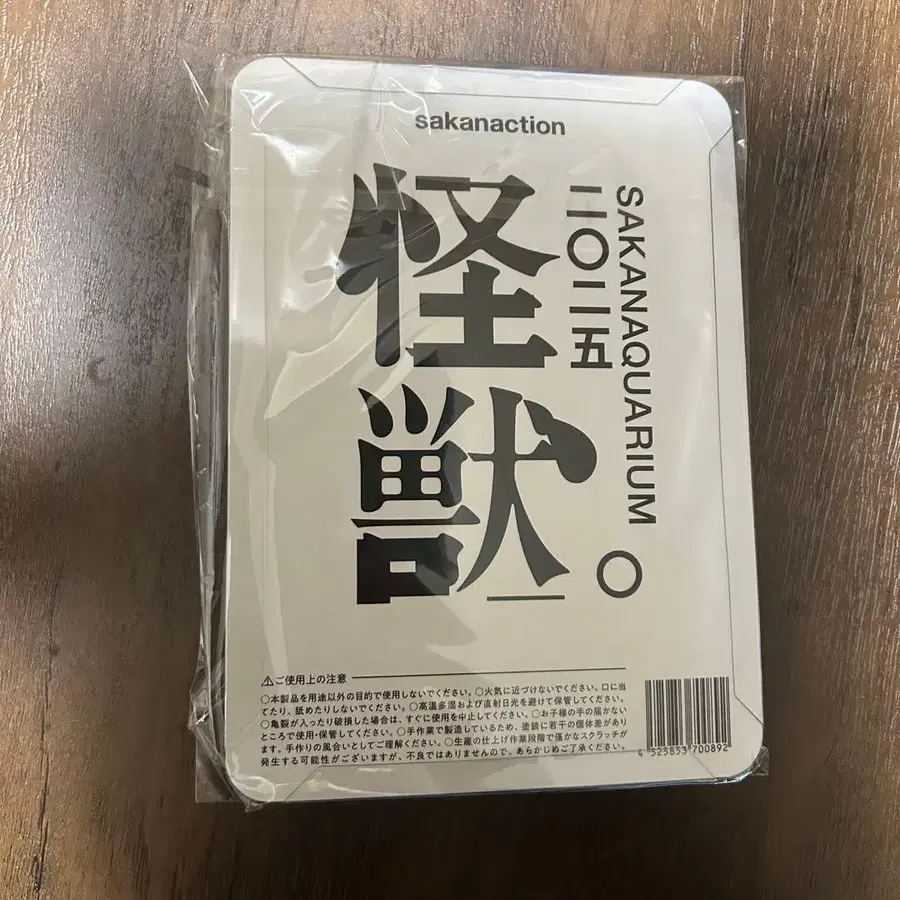 sakanaction
怪獣
SAKANAQUARIUM
二〇二五
⚠ご使用上の注意
○本製品を用途以外の目的で使用しないでください。○火気に近づけないでください。口に当
てたり、舐めたりしないでください。○高温多湿および直射日光を避けて保管してください。
○亀裂が入ったり破損した場合は、すぐに使用を中止してください。○お子様の手の届かない
ところで使用・保管してください。○手作業で製造しているため、塗装に若干の個体差があり
ます。手作りの風合いとしてご理解ください。○生産の仕上げ作業段階で僅かなスクラッチが
発生する可能性がございますが、不良ではありませんので、あらかじめご了承ください。
4 525853 700892